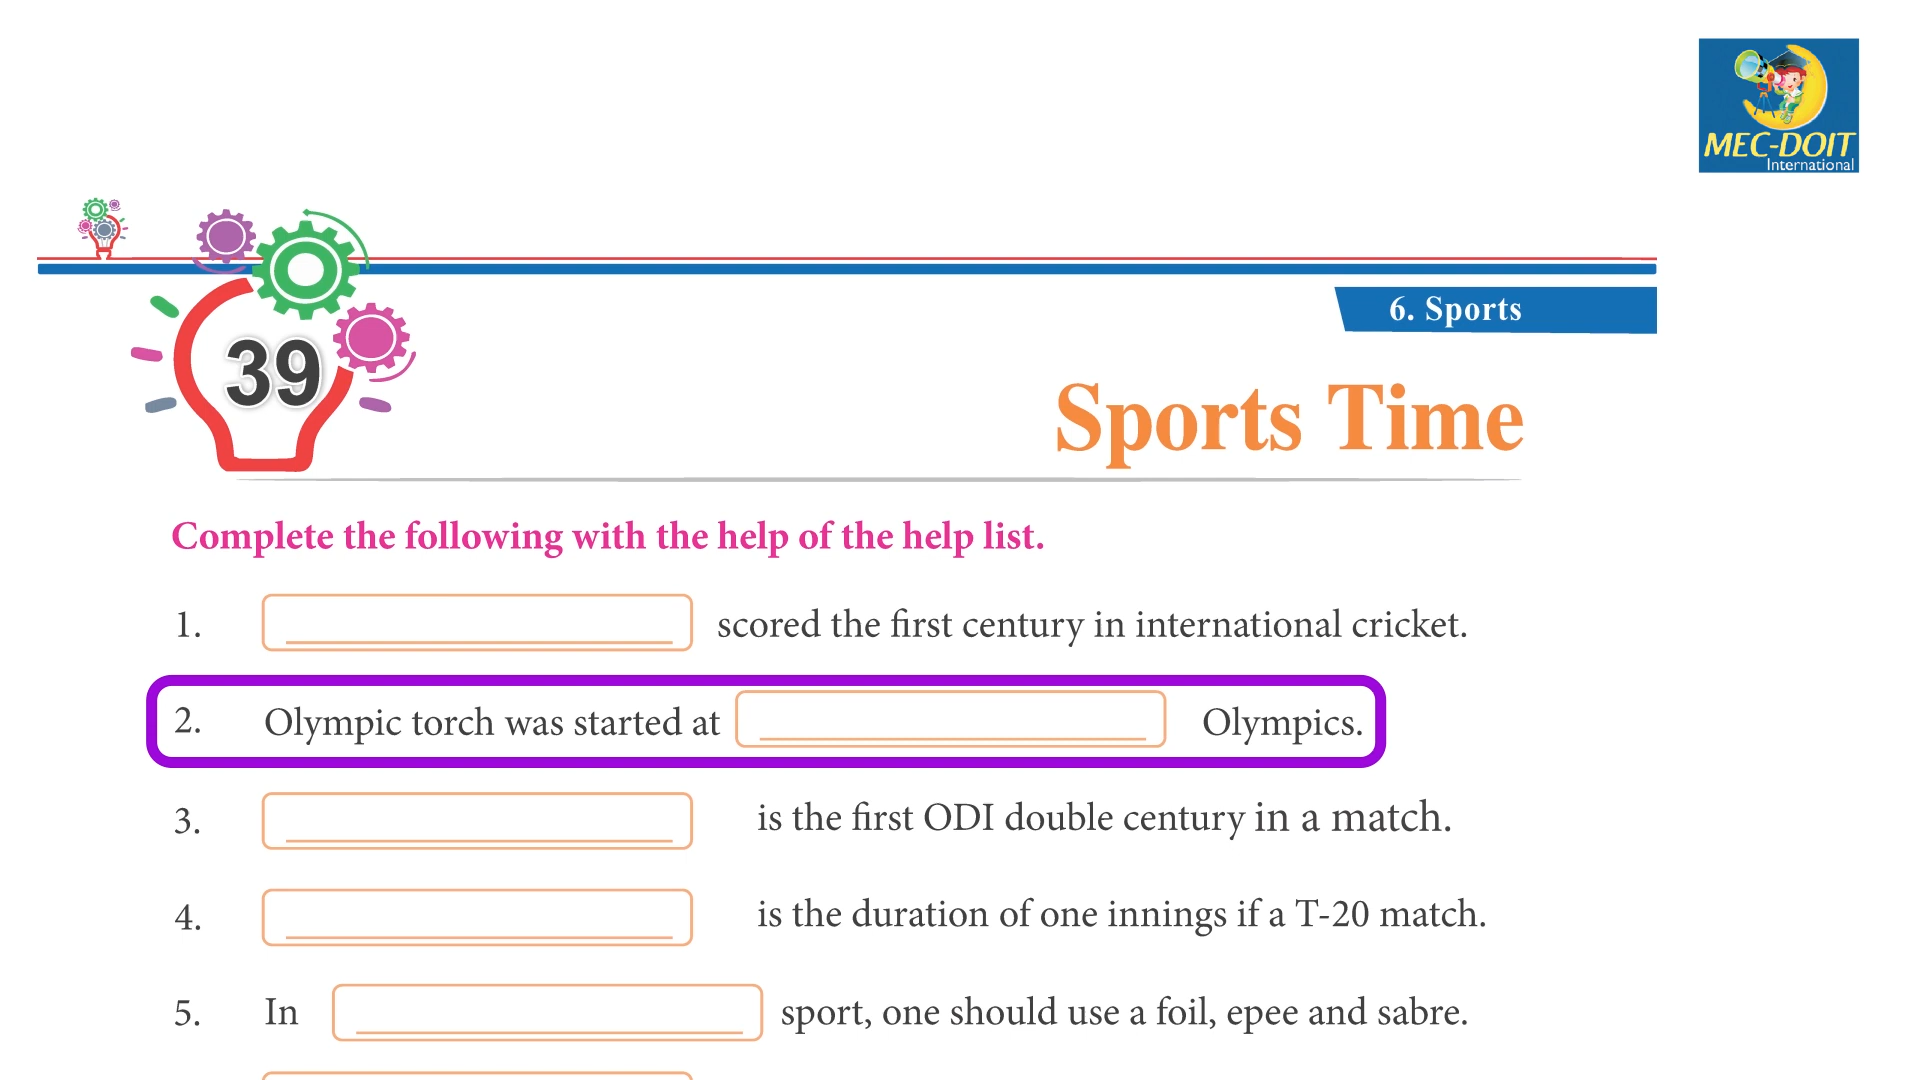 MEC-DOIT
International
6. Sports
39
Sports Time
Complete the following with the help of the help list.
1. scored the first century in international cricket.
2. Olympic torch was started at Olympics.
3. is the first ODI double century in a match.
4. is the duration of one innings if a T-20 match.
5. In sport, one should use a foil, epee and sabre.